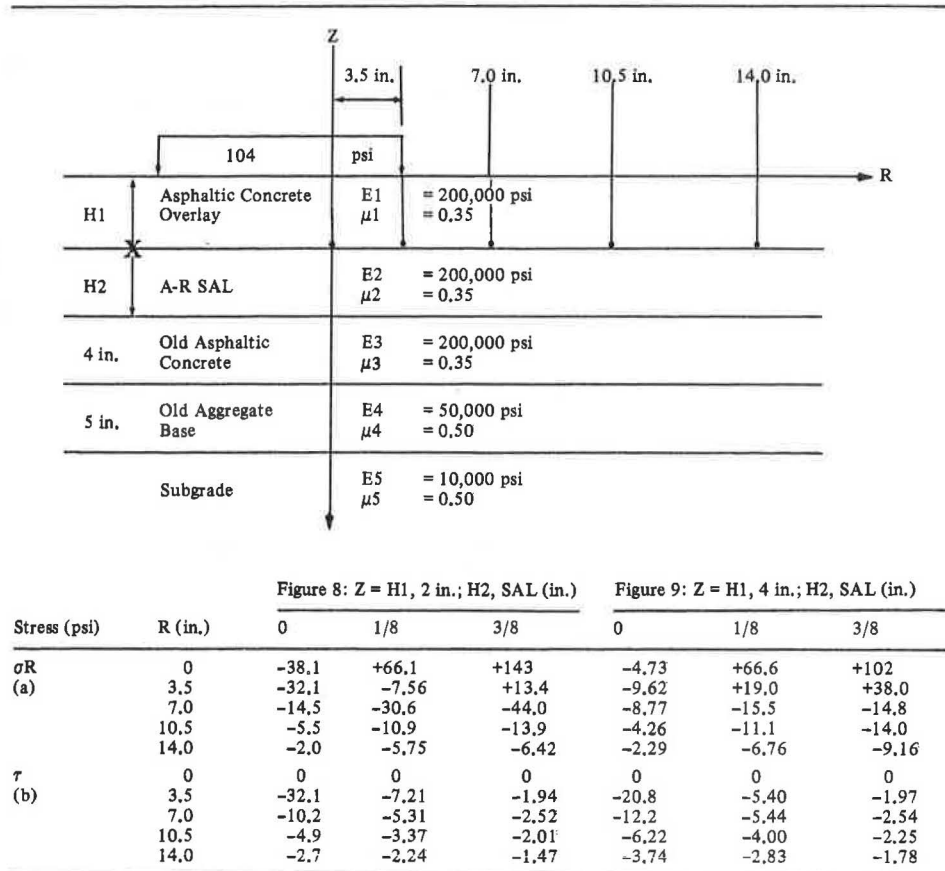 Z
3.5 in. 7.0 in. 10.5 in. 14.0 in.
104 psi
R
H1 Asphaltic Concrete Overlay E1 = 200,000 psi
μ1 = 0.35
X
H2 A-R SAL E2 = 200,000 psi
μ2 = 0.35
4 in. Old Asphaltic Concrete E3 = 200,000 psi
μ3 = 0.35
5 in. Old Aggregate Base E4 = 50,000 psi
μ4 = 0.50
Subgrade E5 = 10,000 psi
μ5 = 0.50
Figure 8: Z = H1, 2 in.; H2, SAL (in.) Figure 9: Z = H1, 4 in.; H2, SAL (in.)
Stress (psi) R (in.) 0 1/8 3/8 0 1/8 3/8
σR 0 -38.1 +66.1 +143 -4.73 +66.6 +102
(a) 3.5 -32.1 -7.56 +13.4 -9.62 +19.0 +38.0
7.0 -14.5 -30.6 -44.0 -8.77 -15.5 -14.8
10.5 -5.5 -10.9 -13.9 -4.26 -11.1 -14.0
14.0 -2.0 -5.75 -6.42 -2.29 -6.76 -9.16
τ 0 0 0 0 0 0 0
(b) 3.5 -32.1 -7.21 -1.94 -20.8 -5.40 -1.97
7.0 -10.2 -5.31 -2.52 -12.2 -5.44 -2.54
10.5 -4.9 -3.37 -2.01 -6.22 -4.00 -2.25
14.0 -2.7 -2.24 -1.47 -3.74 -2.83 -1.78